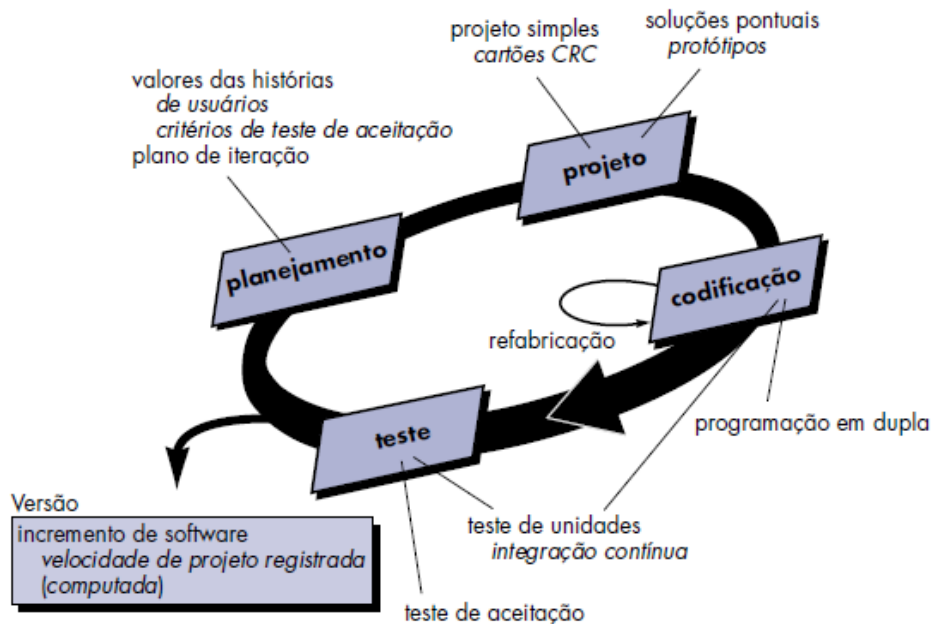 projeto simples
cartões CRC
soluções pontuais
protótipos
valores das histórias
de usuários
critérios de teste de aceitação
plano de iteração
projeto
planejamento
codificação
refabricação
programação em dupla
teste
teste de unidades
integração contínua
teste de aceitação
Versão
incremento de software
velocidade de projeto registrada
(computada)